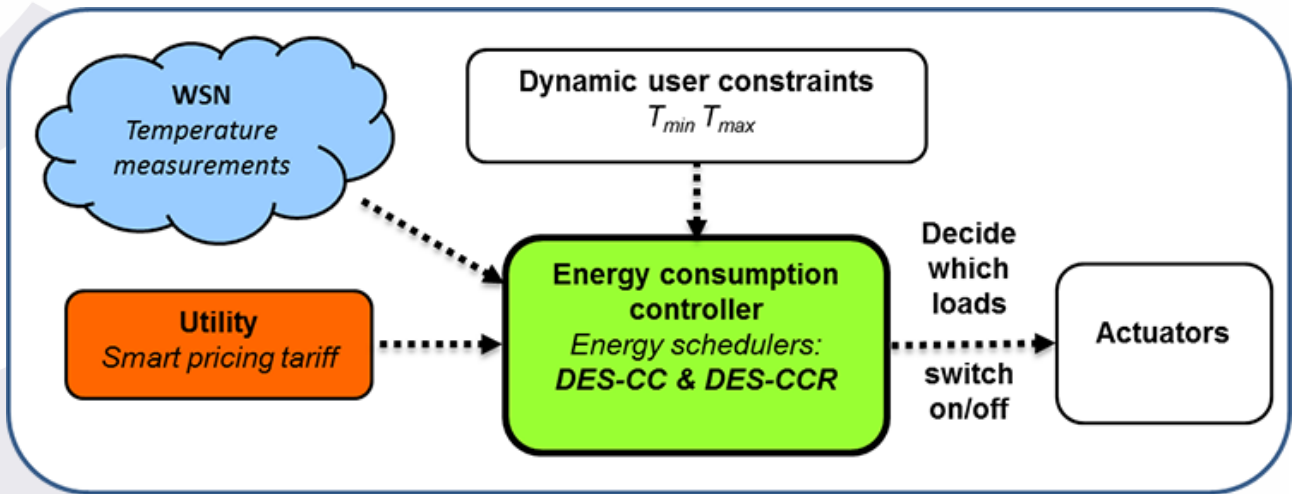 WSN
Temperature
measurements
Dynamic user constraints
Tmin Tmax
Utility
Smart pricing tariff
Energy consumption
controller
Energy schedulers:
DES-CC & DES-CCR
Decide
which
loads
switch
on/off
Actuators